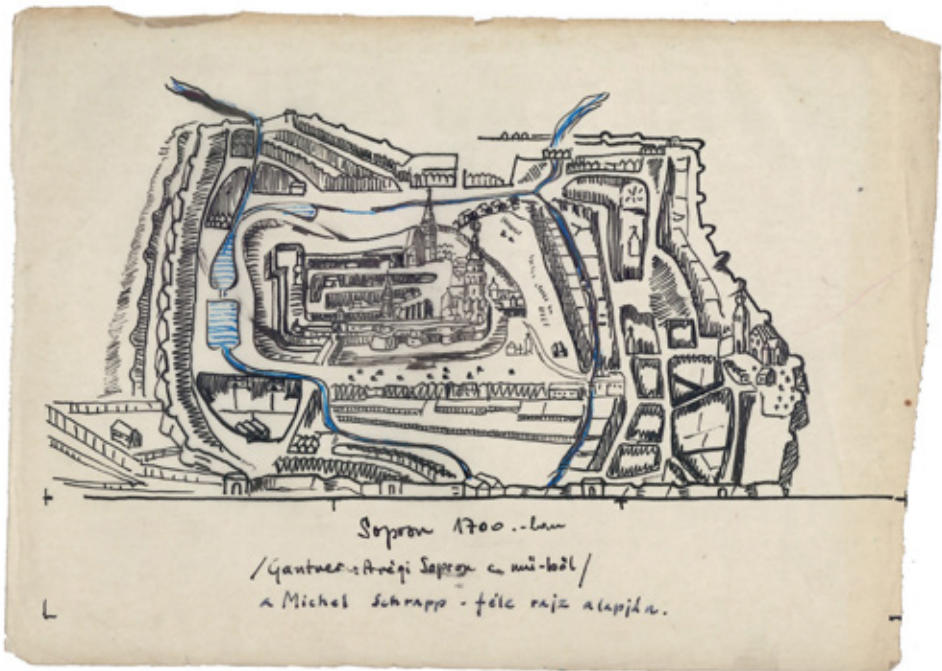 Sopron 1700.-ban
/Gantner: A régi Sopron c. mű-ből/
a Michel Schrapp - féle rajz alapján.